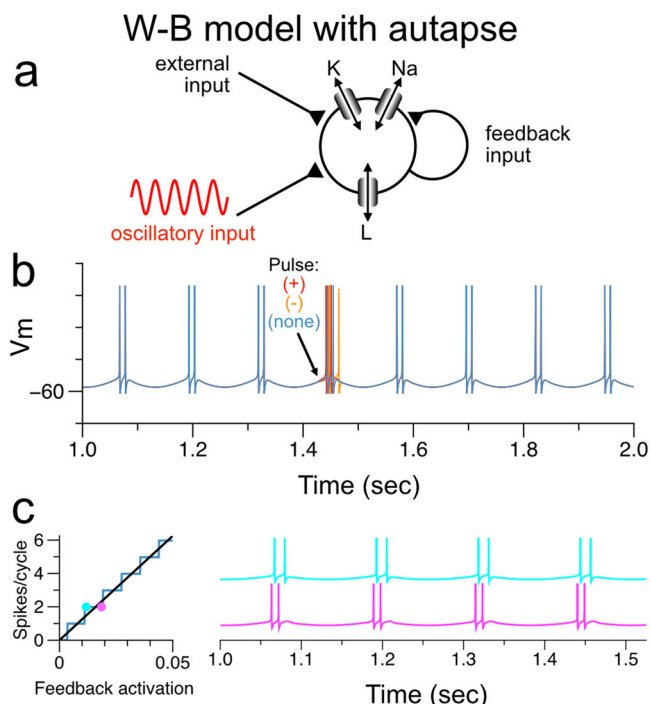 W-B model with autapse
a
external
input
K
Na
feedback
input
oscillatory input
L
b
Pulse:
(+)
(-)
(none)
Vm
−60
1.0
1.2
1.4
1.6
1.8
2.0
Time (sec)
c
Spikes/cycle
6
4
2
0
0
0.05
Feedback activation
1.0
1.1
1.2
1.3
1.4
1.5
Time (sec)